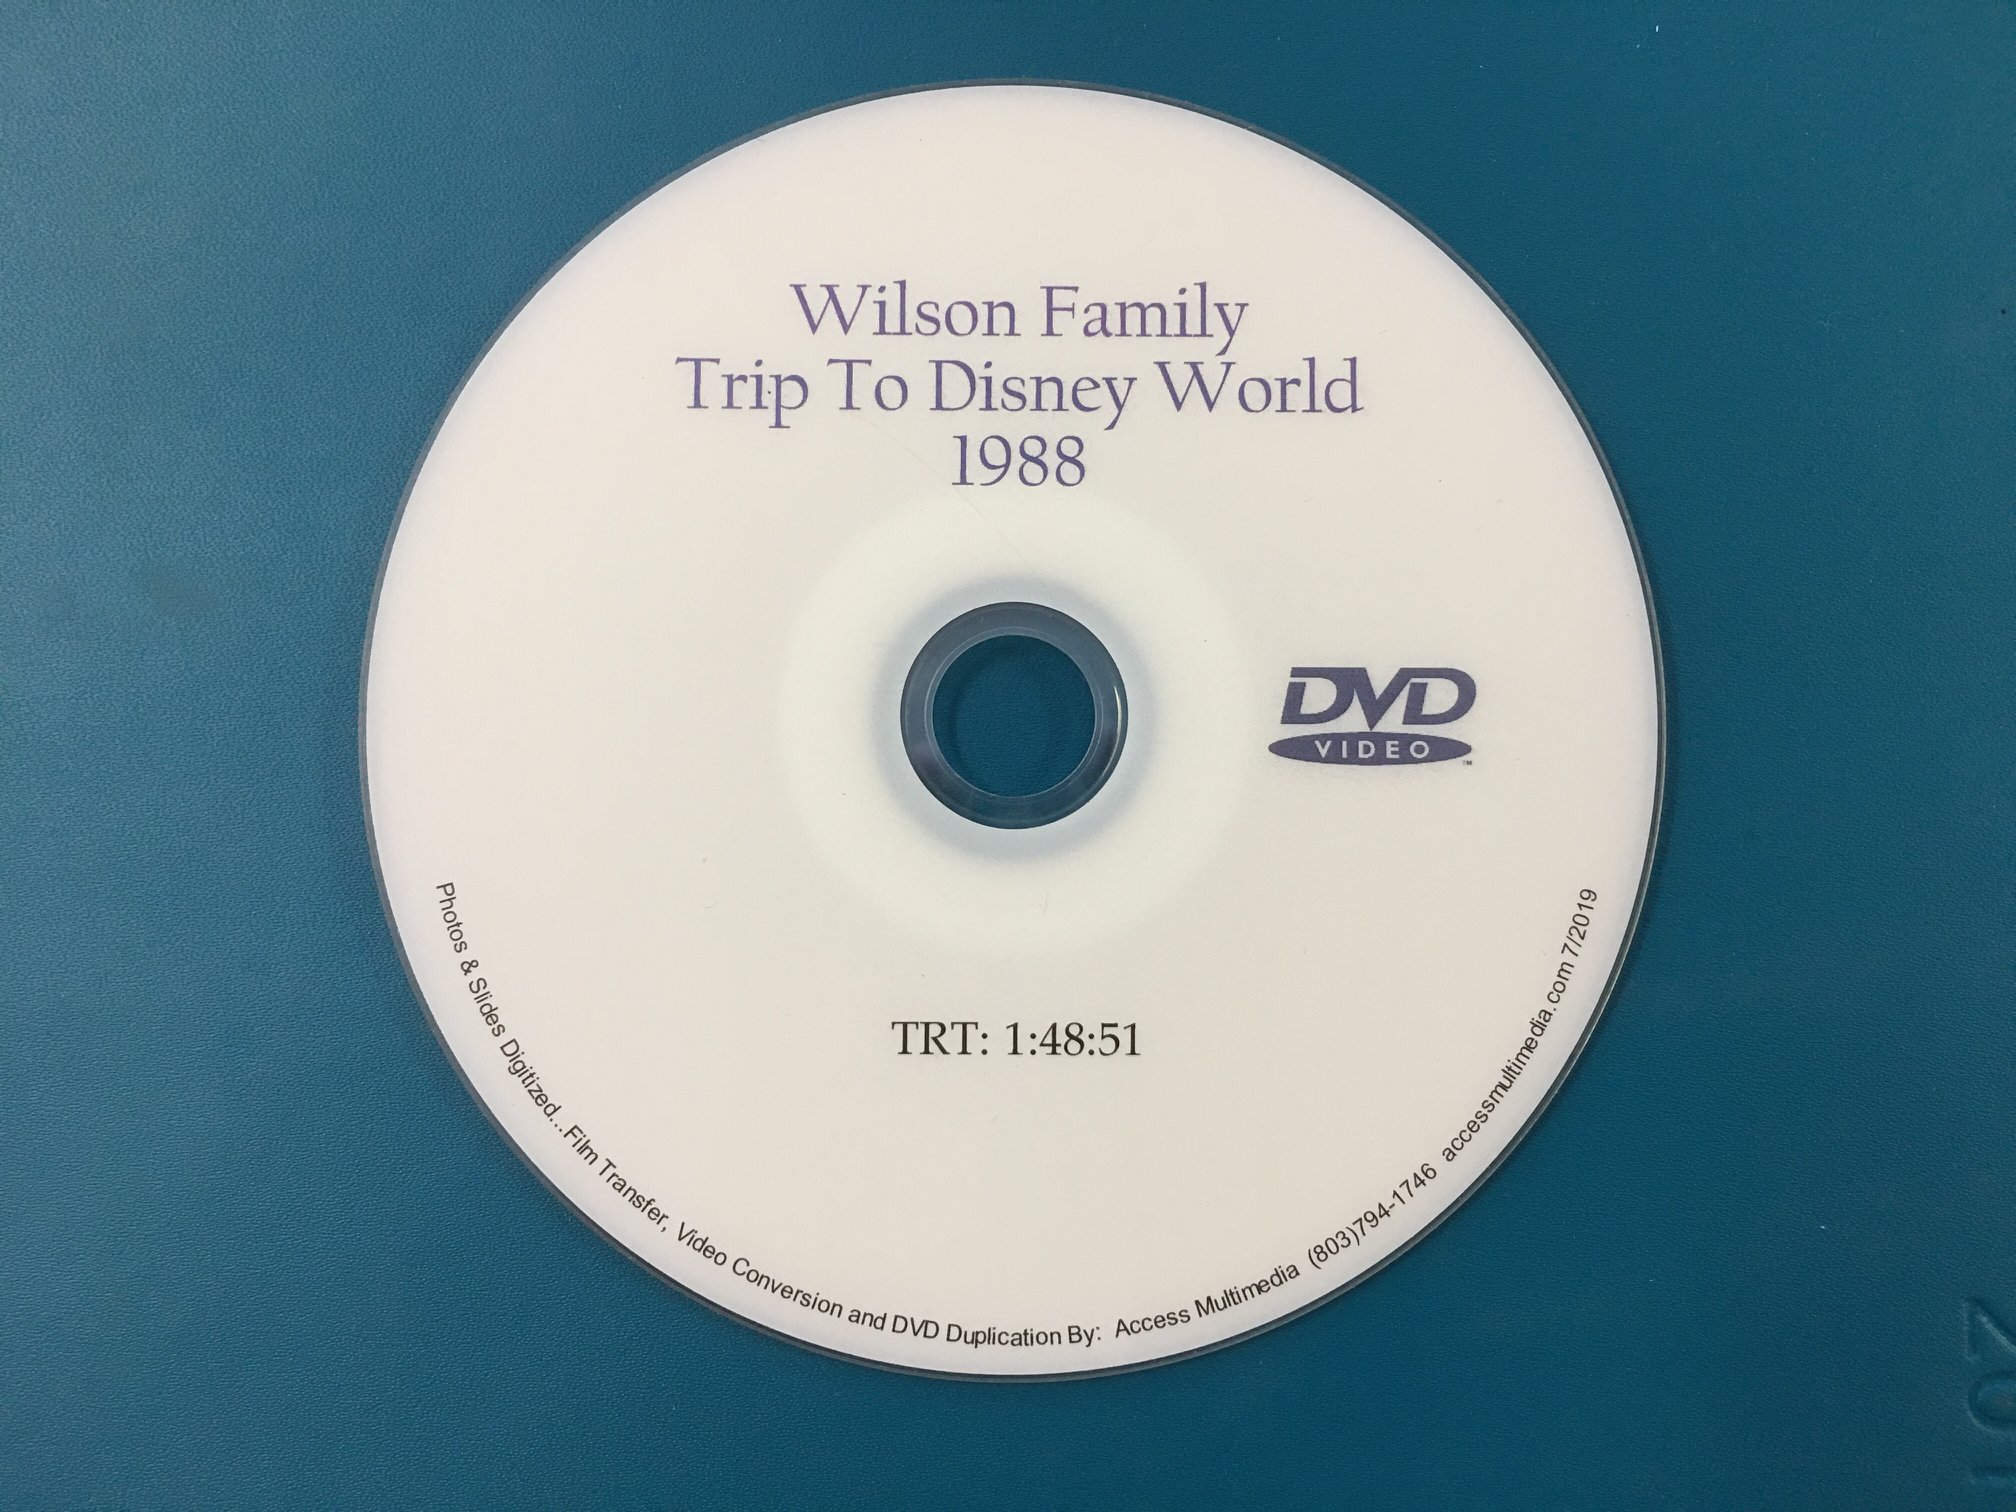 Wilson Family
Trip To Disney World
1988
DVD
VIDEO
TM
TRT: 1:48:51
Photos & Slides Digitized...Film Transfer, Video Conversion and DVD Duplication By: Access Multimedia (803)794-1746 accessmultimedia.com 7/2019